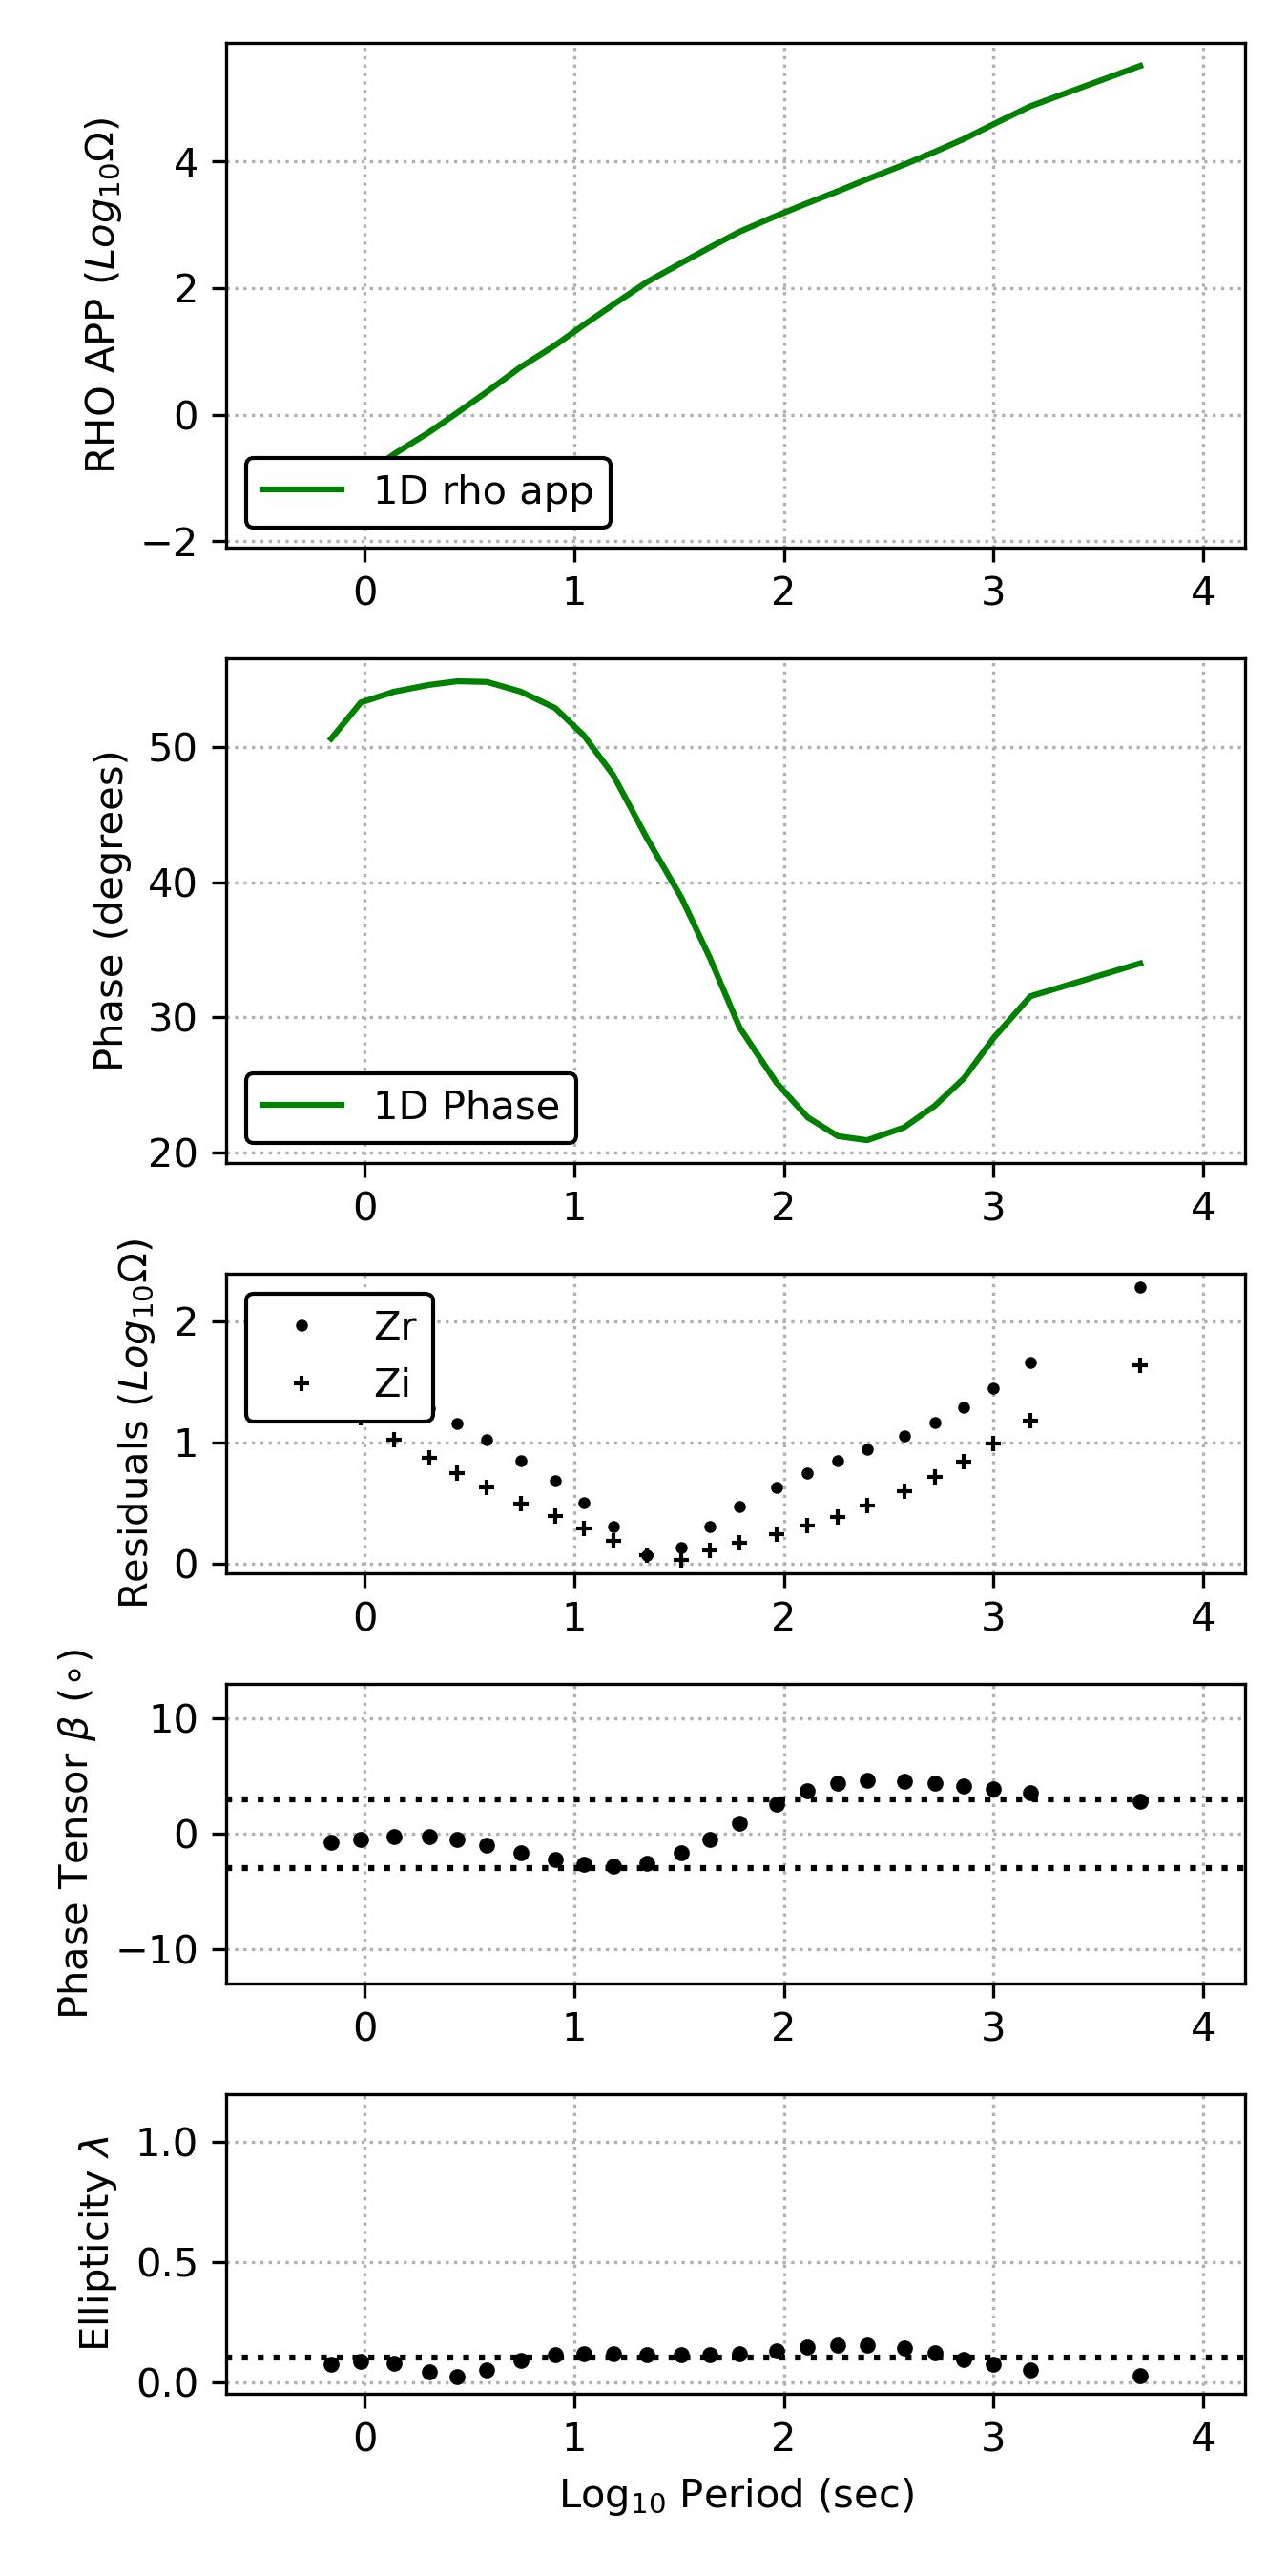 RHO APP (Log₁₀Ω)
4
2
0
−2
1D rho app
0 1 2 3 4
Phase (degrees)
50
40
30
20
1D Phase
0 1 2 3 4
Residuals (Log₁₀Ω)
2
1
0
Zr
Zi
0 1 2 3 4
Phase Tensor β (∘)
10
0
−10
0 1 2 3 4
Ellipticity λ
1.0
0.5
0.0
0 1 2 3 4
Log₁₀ Period (sec)